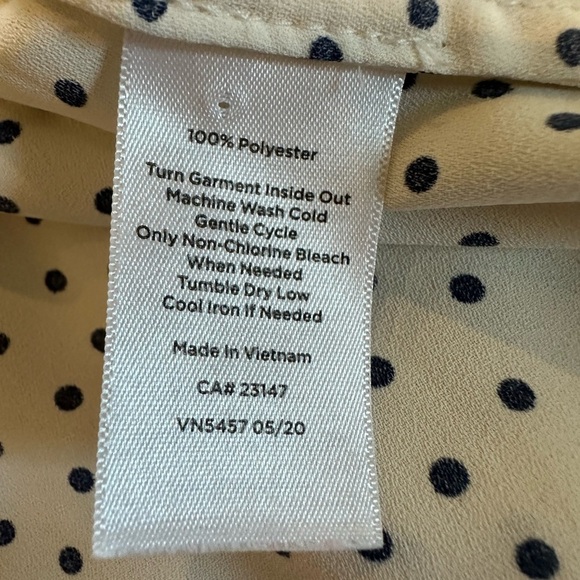 100% Polyester
Turn Garment Inside Out
Machine Wash Cold
Gentle Cycle
Only Non-Chlorine Bleach
When Needed
Tumble Dry Low
Cool Iron If Needed
Made In Vietnam
CA# 23147
VN5457 05/20